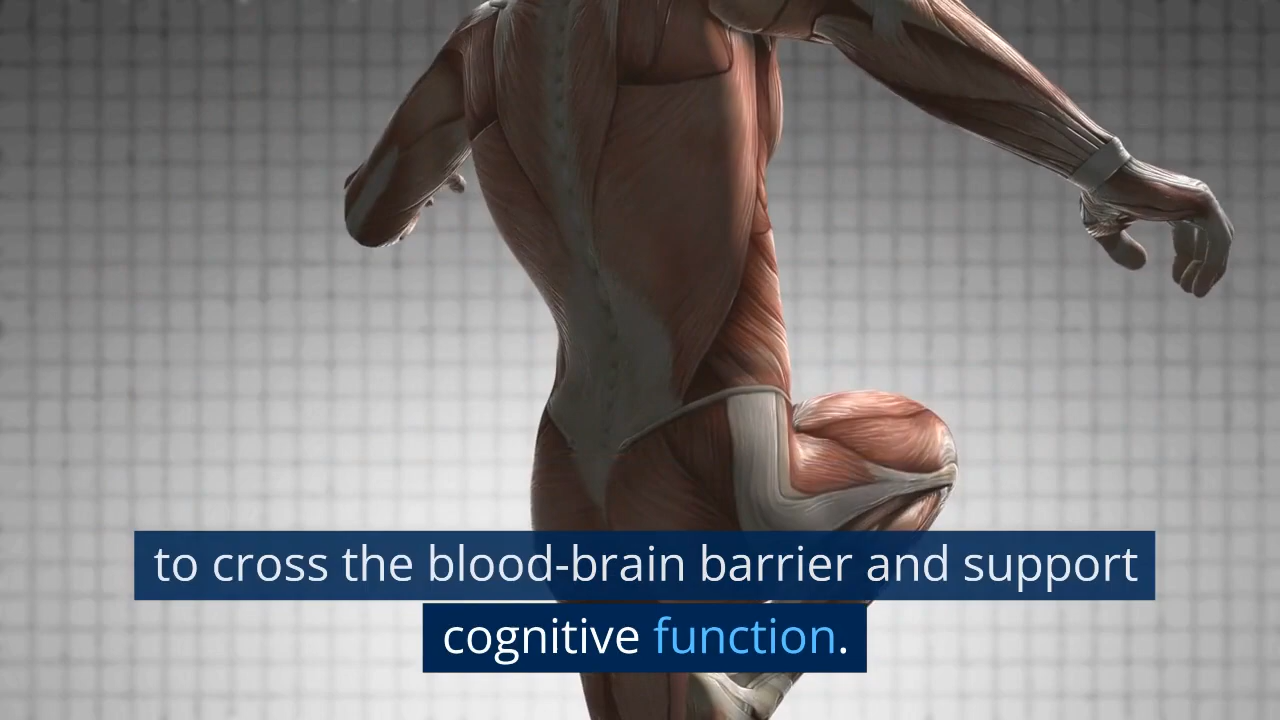 to cross the blood-brain barrier and support
cognitive function.